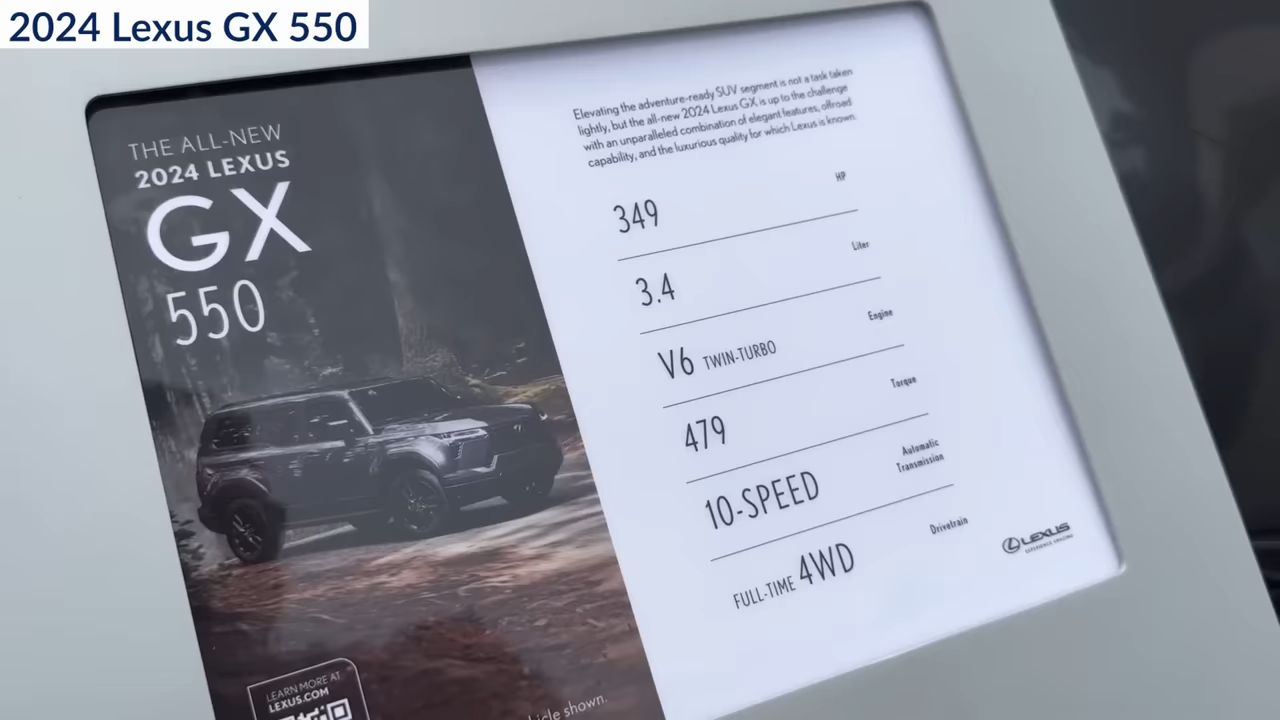 2024 Lexus GX 550
THE ALL-NEW
2024 LEXUS
GX
550
LEARN MORE AT
LEXUS.COM
shown.
Elevating the adventure-ready SUV segment is not a task taken
lightly, but the all-new 2024 Lexus GX is up to the challenge
with an unparalleled combination of elegant features, offroad
capability, and the luxurious quality for which Lexus is known.
HP
349
Liter
3.4
Engine
V6 TWIN-TURBO
Torque
479
Automatic
Transmission
10-SPEED
Drivetrain
FULL-TIME 4WD
LEXUS
EXPERIENCE AMAZING